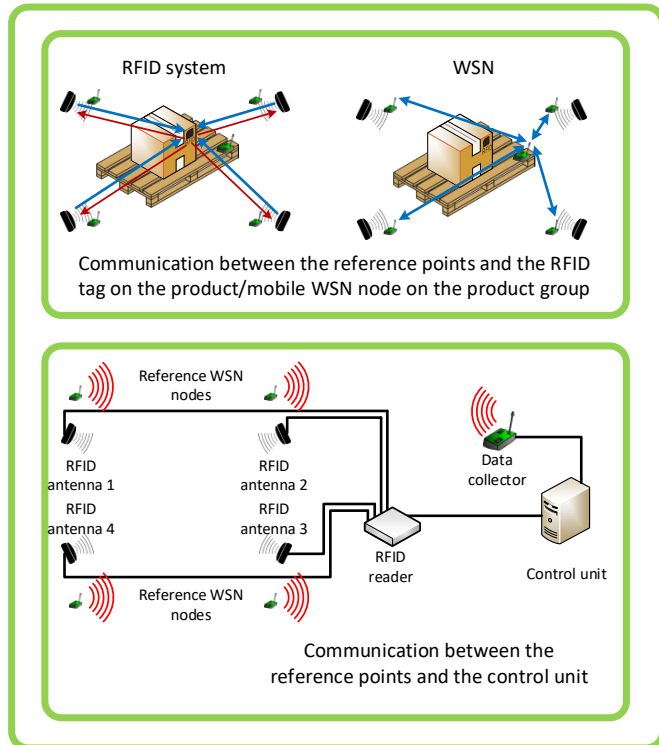 RFID system
WSN
Communication between the reference points and the RFID
tag on the product/mobile WSN node on the product group
Reference WSN
nodes
RFID
antenna 1
RFID
antenna 2
Data
collector
RFID
antenna 4
RFID
antenna 3
RFID
reader
Control unit
Reference WSN
nodes
Communication between the
reference points and the control unit